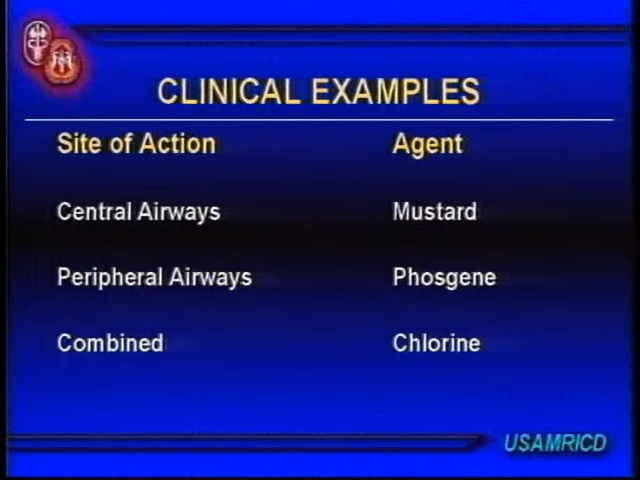 CLINICAL EXAMPLES
Site of Action Agent
Central Airways Mustard
Peripheral Airways Phosgene
Combined Chlorine
USAMRICD